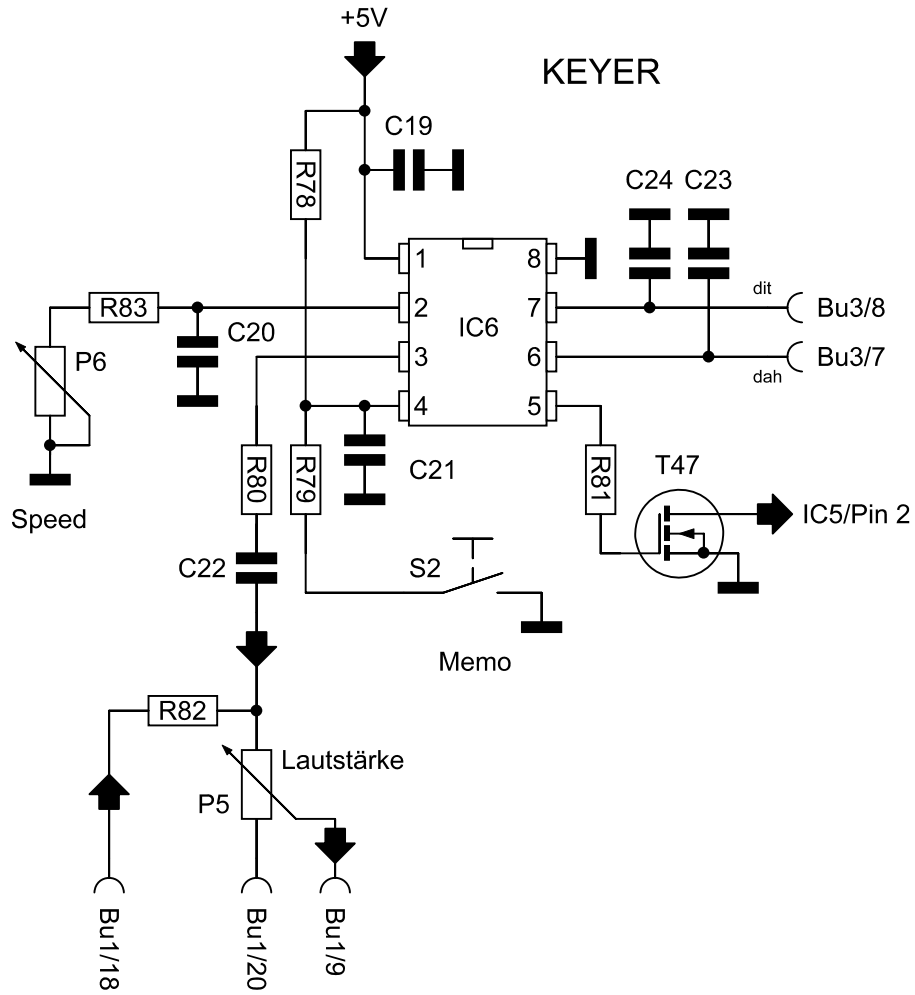 +5V
KEYER
C19
R78
C24
C23
1
8
dit
R83
2
7
Bu3/8
C20
IC6
P6
3
6
Bu3/7
dah
4
5
R80
R79
C21
R81
T47
Speed
IC5/Pin 2
C22
S2
Memo
R82
Lautstärke
P5
Bu1/18
Bu1/20
Bu1/9